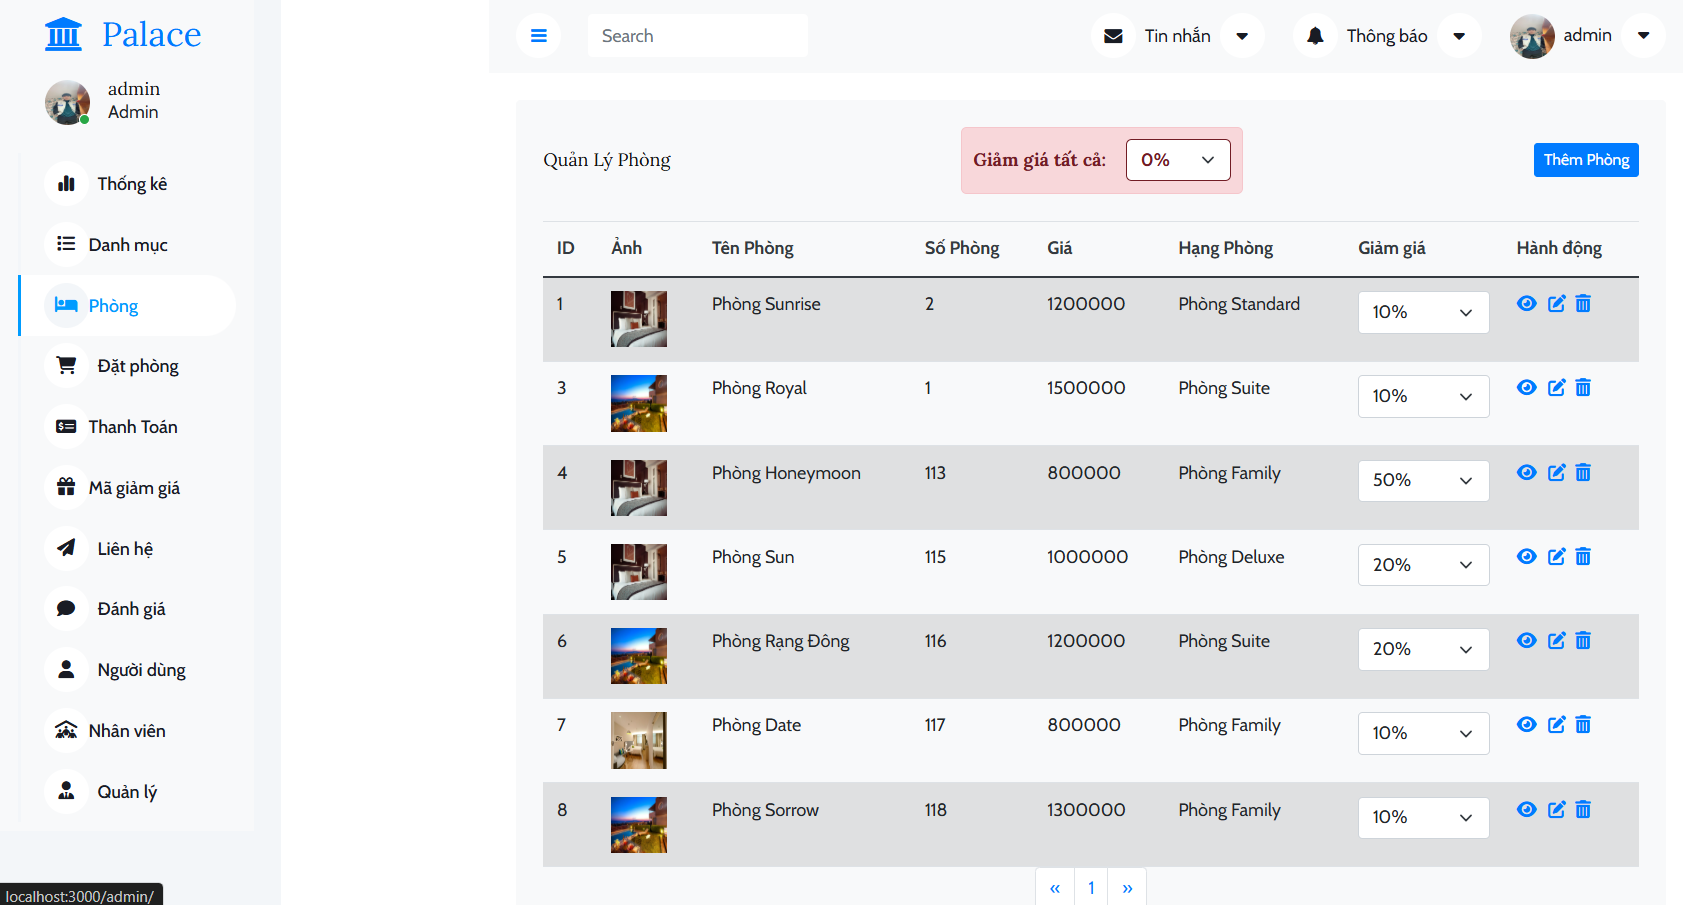 Palace
admin
Admin
Thống kê
Danh mục
Phòng
Đặt phòng
Thanh Toán
Mã giảm giá
Liên hệ
Đánh giá
Người dùng
Nhân viên
Quản lý
localhost:3000/admin/
Search
Tin nhắn
Thông báo
admin
Quản Lý Phòng
Giảm giá tất cả: 0%
Thêm Phòng
ID Ảnh Tên Phòng Số Phòng Giá Hạng Phòng Giảm giá Hành động
1 Phòng Sunrise 2 1200000 Phòng Standard 10%
3 Phòng Royal 1 1500000 Phòng Suite 10%
4 Phòng Honeymoon 113 800000 Phòng Family 50%
5 Phòng Sun 115 1000000 Phòng Deluxe 20%
6 Phòng Rạng Đông 116 1200000 Phòng Suite 20%
7 Phòng Date 117 800000 Phòng Family 10%
8 Phòng Sorrow 118 1300000 Phòng Family 10%
« 1 »